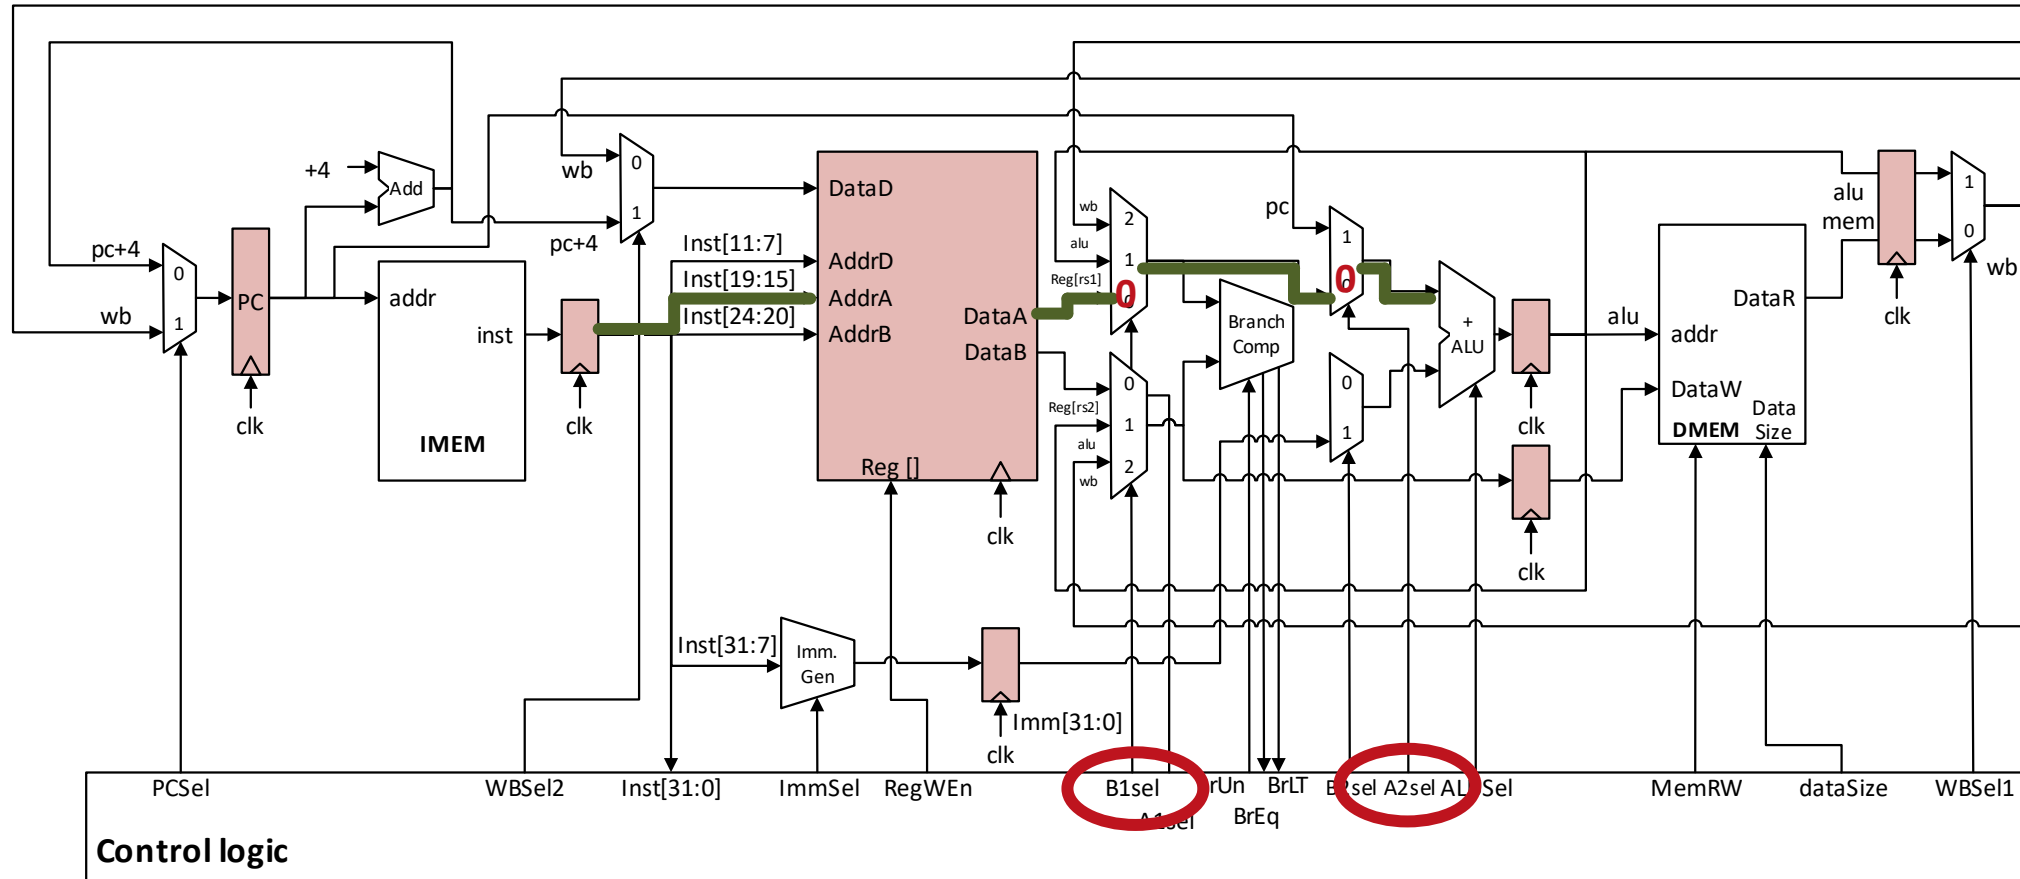 +4
Add
pc+4
0
1
wb
PC
clk
addr
inst
IMEM
clk
wb
0
1
pc+4
Inst[11:7]
Inst[19:15]
Inst[24:20]
DataD
AddrD
AddrA
AddrB
DataA
DataB
Reg []
clk
wb
alu
Reg[rs1]
2
1
0
Reg[rs2]
alu
wb
0
1
2
Branch
Comp
pc
1
0
0
1
+
ALU
clk
clk
alu
addr
DataR
DataW
DMEM
Data
Size
alu
mem
clk
1
0
wb
Inst[31:7]
Imm.
Gen
clk
Imm[31:0]
PCSel
WBSel2
Inst[31:0]
ImmSel
RegWEn
B1sel
A1sel
BrEq
BrLT
B2sel
A2sel
MemRW
dataSize
WBSel1
Control logic